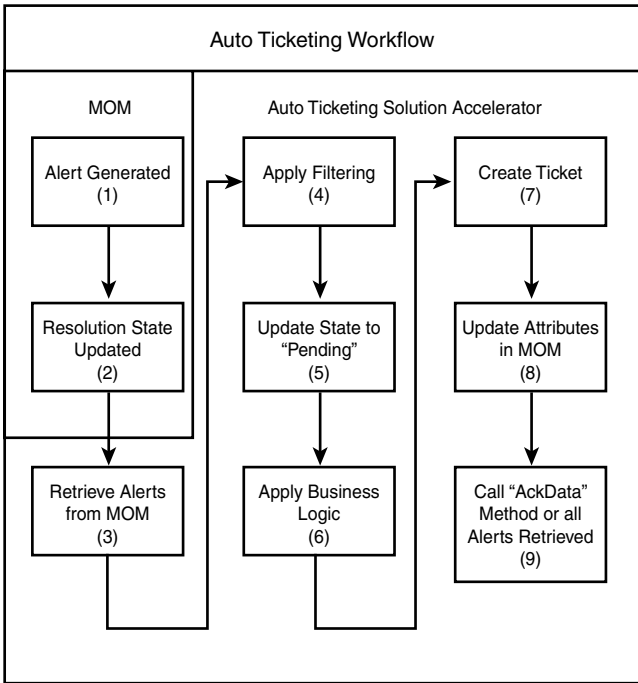 Auto Ticketing Workflow
MOM
Auto Ticketing Solution Accelerator
Alert Generated
(1)
Resolution State
Updated
(2)
Retrieve Alerts
from MOM
(3)
Apply Filtering
(4)
Update State to
“Pending”
(5)
Apply Business
Logic
(6)
Create Ticket
(7)
Update Attributes
in MOM
(8)
Call “AckData”
Method or all
Alerts Retrieved
(9)